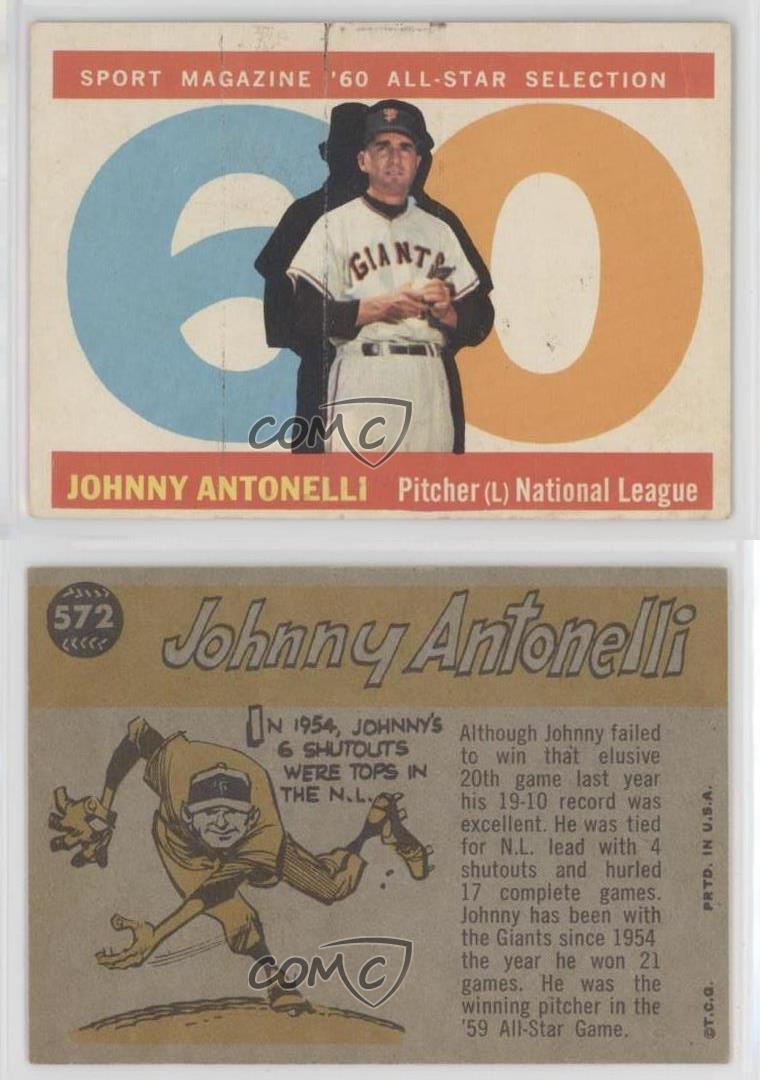 SPORT MAGAZINE '60 ALL-STAR SELECTION
60
SF
GIANTS
COMC
JOHNNY ANTONELLI Pitcher (L) National League
572
Johnny Antonelli
IN 1954, JOHNNY'S
6 SHUTOUTS
WERE TOPS IN
THE N.L.
Although Johnny failed
to win that elusive
20th game last year
his 19-10 record was
excellent. He was tied
for N.L. lead with 4
shutouts and hurled
17 complete games.
Johnny has been with
the Giants since 1954
the year he won 21
games. He was the
winning pitcher in the
'59 All-Star Game.
COMC
©T.C.G. PRTD. IN U.S.A.